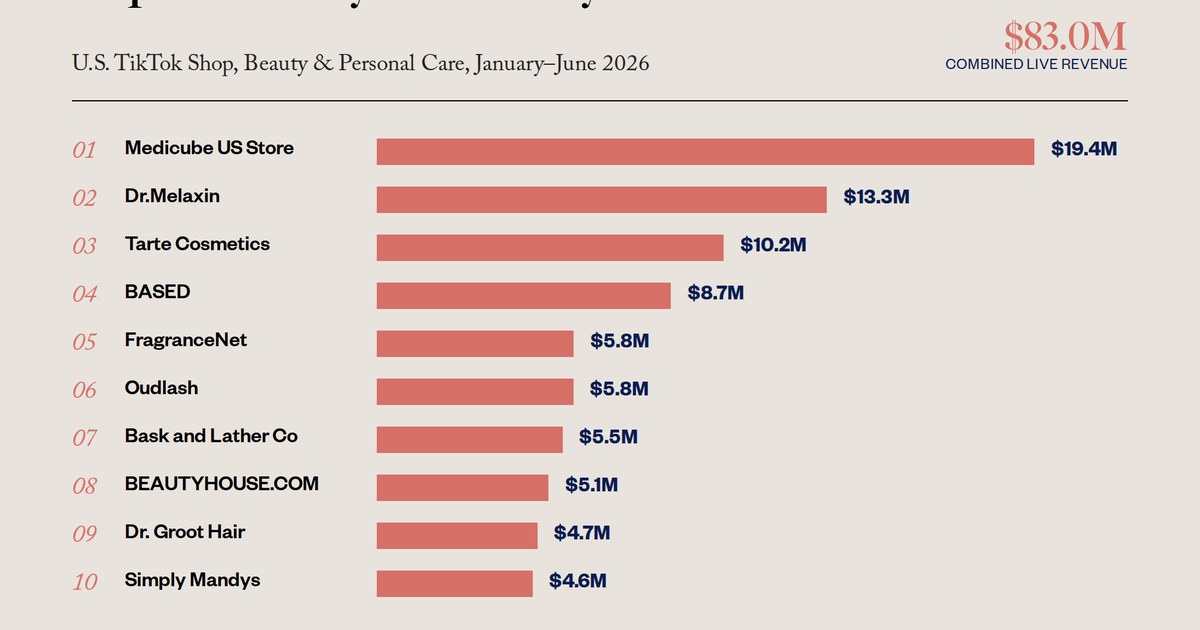 $83.0M
U.S. TikTok Shop, Beauty & Personal Care, January–June 2026
COMBINED LIVE REVENUE
01 Medicube US Store $19.4M
02 Dr.Melaxin $13.3M
03 Tarte Cosmetics $10.2M
04 BASED $8.7M
05 FragranceNet $5.8M
06 Oudlash $5.8M
07 Bask and Lather Co $5.5M
08 BEAUTYHOUSE.COM $5.1M
09 Dr. Groot Hair $4.7M
10 Simply Mandys $4.6M